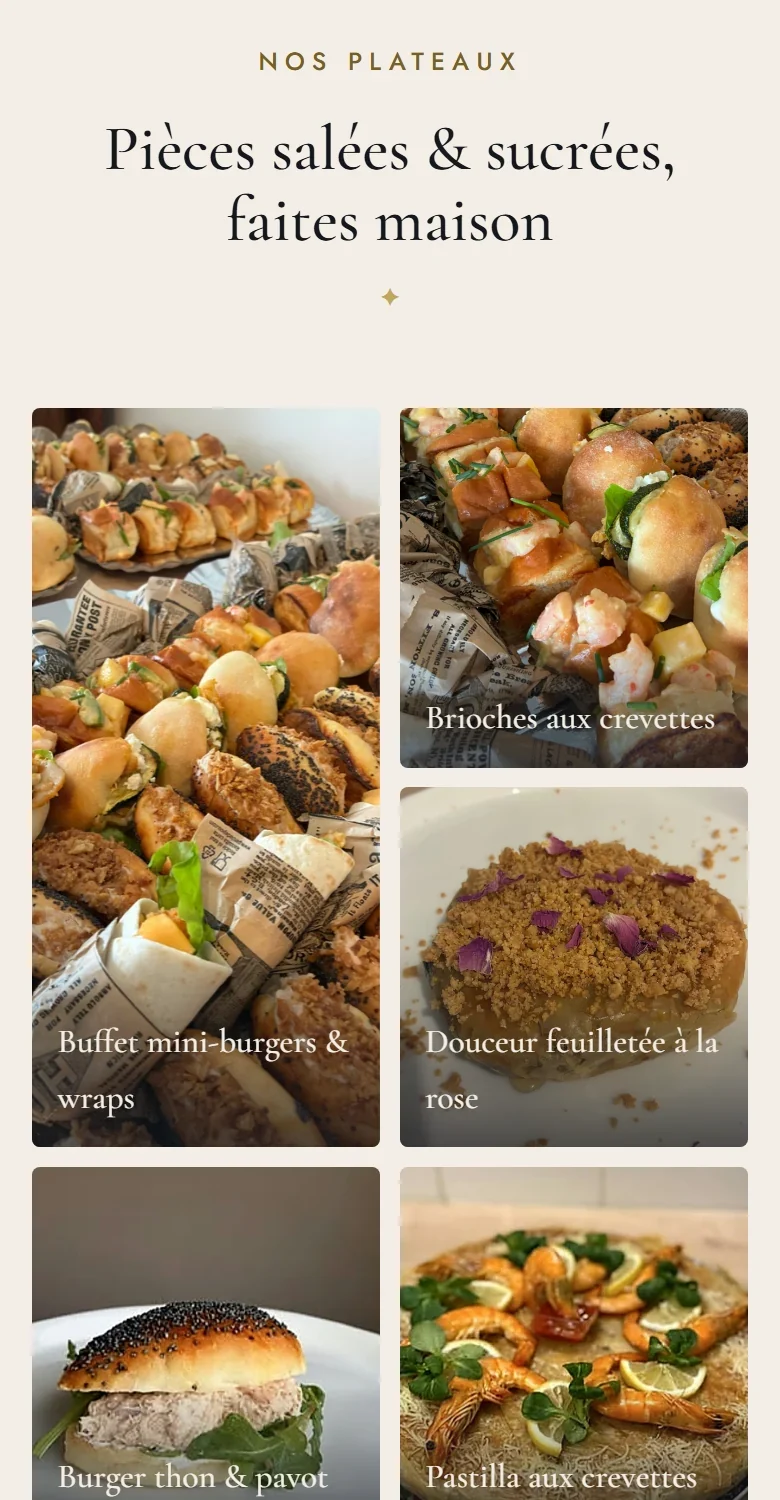 NOS PLATEAUX
Pièces salées & sucrées,
faites maison
Brioches aux crevettes
Buffet mini-burgers &
wraps
Douceur feuilletée à la
rose
Burger thon & pavot
Pastilla aux crevettes